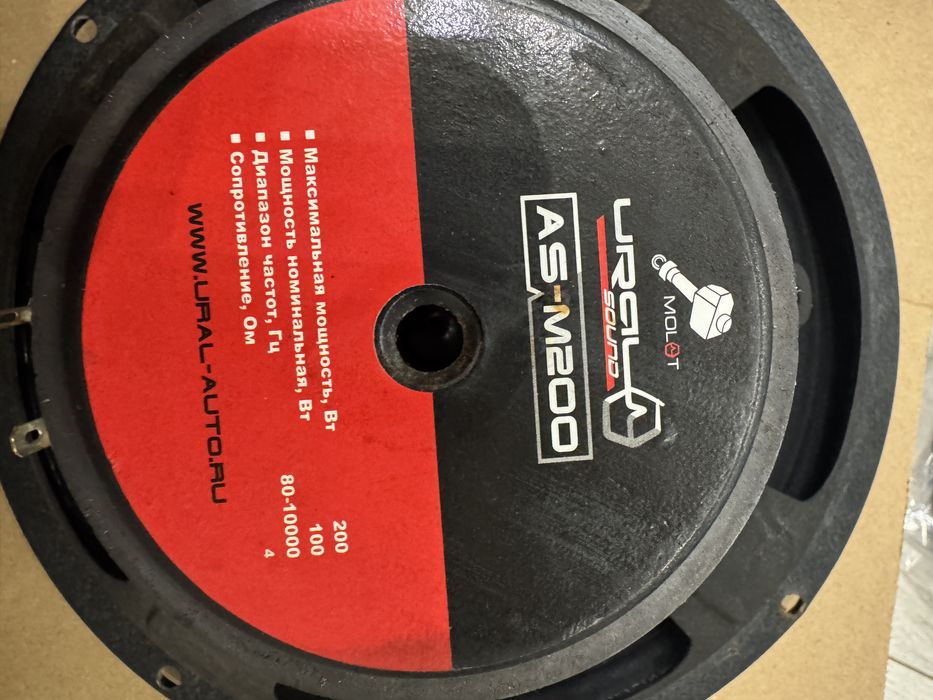 MOLOT
URAL
SOUND
AS-M200
Максимальная мощность, Вт 200
Мощность номинальная, Вт 100
Диапазон частот, Гц 80-10000
Сопротивление, Ом 4
WWW.URAL-AUTO.RU